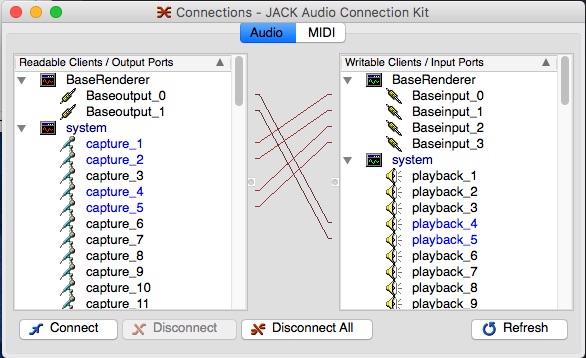 Connections - JACK Audio Connection Kit
Audio MIDI
Readable Clients / Output Ports
BaseRenderer
Baseoutput_0
Baseoutput_1
system
capture_1
capture_2
capture_3
capture_4
capture_5
capture_6
capture_7
capture_8
capture_9
capture_10
capture_11
Writable Clients / Input Ports
BaseRenderer
Baseinput_0
Baseinput_1
Baseinput_2
Baseinput_3
system
playback_1
playback_2
playback_3
playback_4
playback_5
playback_6
playback_7
playback_8
playback_9
Connect Disconnect Disconnect All Refresh